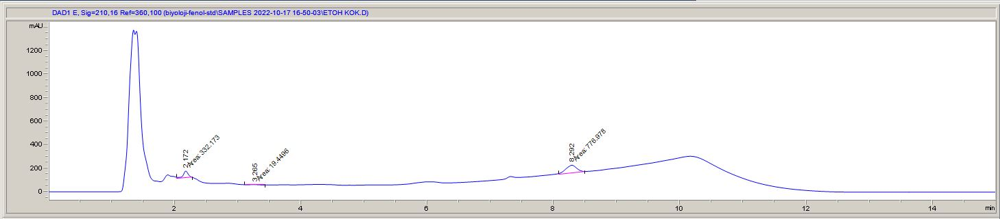 DAD1 E, Sig=210,16 Ref=360,100 (biyoloji-fenol-std\SAMPLES 2022-10-17 16-50-03\ETOH KOK.D)
mAU
1200
1000
800
600
400
200
0
2.172
Area: 332.173
3.265
Area: 19.4496
8.292
Area: 776.978
2
4
6
8
10
12
14
min